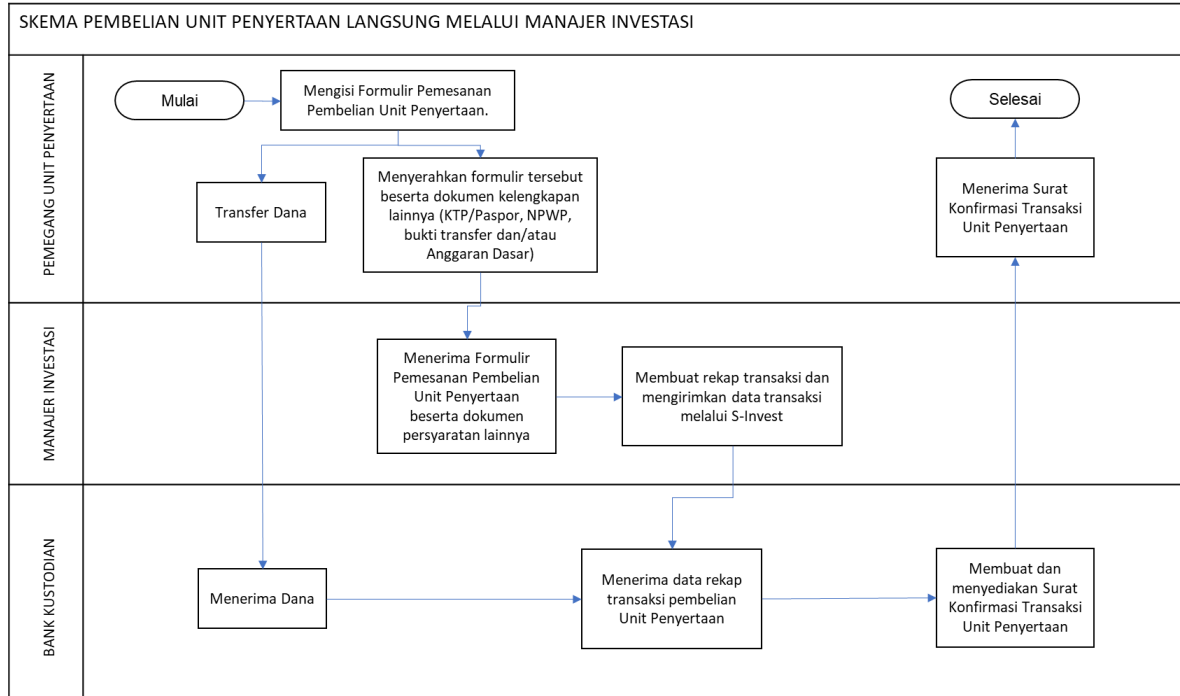 SKEMA PEMBELIAN UNIT PENYERTAAN LANGSUNG MELALUI MANAJER INVESTASI
PEMEGANG UNIT PENYERTAAN
Mulai
Mengisi Formulir Pemesanan
Pembelian Unit Penyertaan.
Selesai
Transfer Dana
Menyerahkan formulir tersebut
beserta dokumen kelengkapan
lainnya (KTP/Paspor, NPWP,
bukti transfer dan/atau
Anggaran Dasar)
Menerima Surat
Konfirmasi Transaksi
Unit Penyertaan
MANAJER INVESTASI
Menerima Formulir
Pemesanan Pembelian
Unit Penyertaan
beserta dokumen
persyaratan lainnya
Membuat rekap transaksi dan
mengirimkan data transaksi
melalui S-Invest
BANK KUSTODIAN
Menerima Dana
Menerima data rekap
transaksi pembelian
Unit Penyertaan
Membuat dan
menyediakan Surat
Konfirmasi Transaksi
Unit Penyertaan